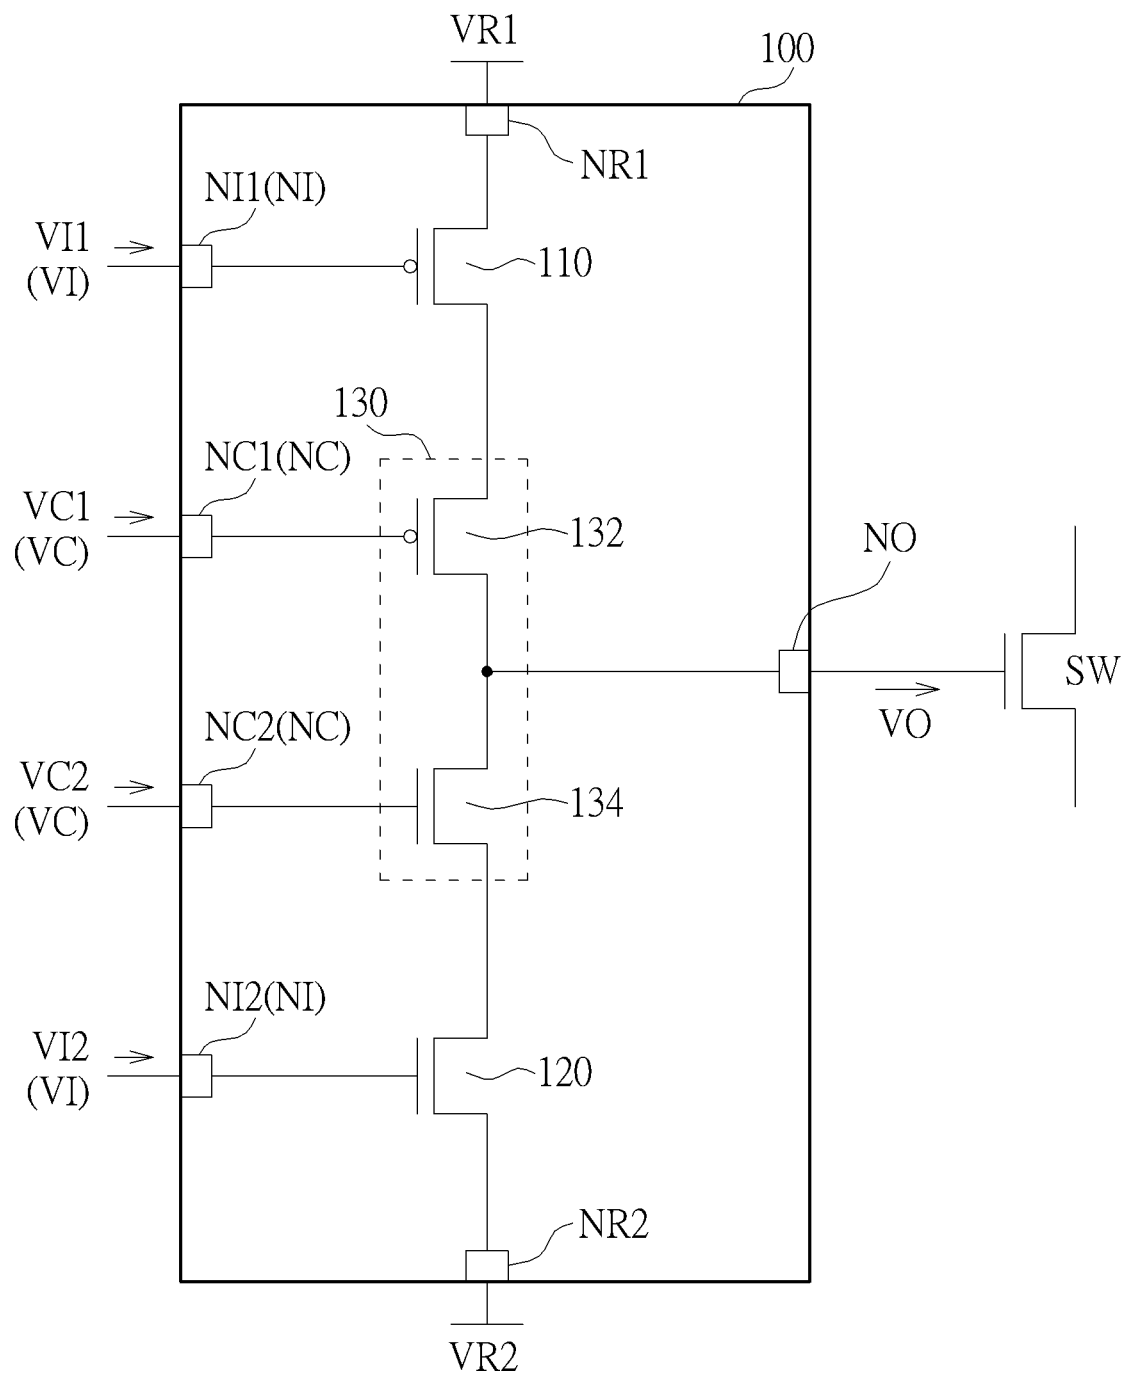 VR1
100
NR1
NI1(NI)
VI1
(VI)
110
130
NC1(NC)
VC1
(VC)
132
NO
SW
VO
NC2(NC)
VC2
(VC)
134
NI2(NI)
VI2
(VI)
120
NR2
VR2